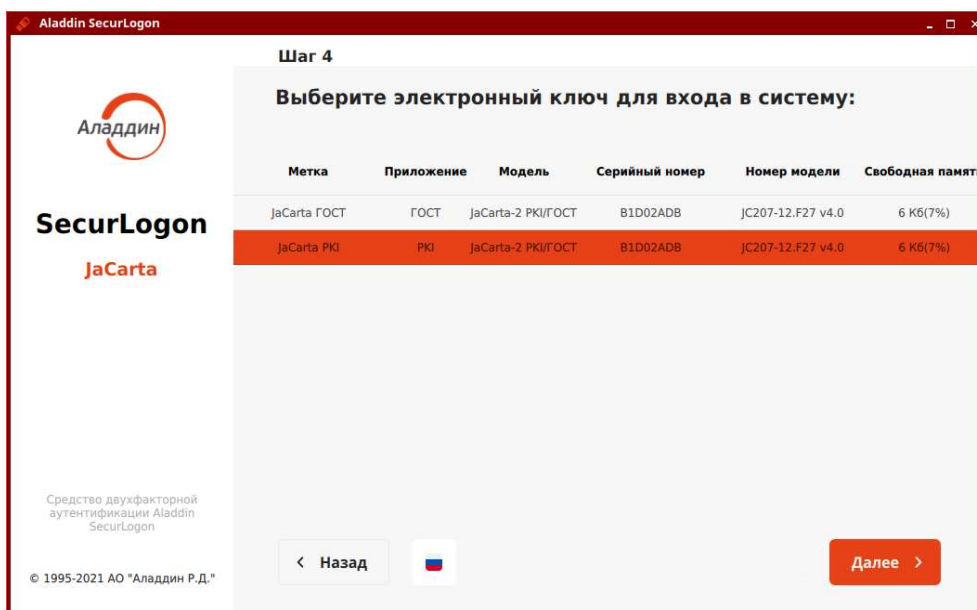 Aladdin SecurLogon
Шаг 4
Аладдин
Выберите электронный ключ для входа в систему:
Метка Приложение Модель Серийный номер Номер модели Свободная памят
JaCarta ГОСТ ГОСТ JaCarta-2 PKI/ГОСТ B1D02ADB JC207-12.F27 v4.0 6 Кб(7%)
JaCarta PKI PKI JaCarta-2 PKI/ГОСТ B1D02ADB JC207-12.F27 v4.0 6 Кб(7%)
SecurLogon
JaCarta
Средство двухфакторной
аутентификации Aladdin
SecurLogon
© 1995-2021 АО "Аладдин Р.Д."
< Назад
Далее >